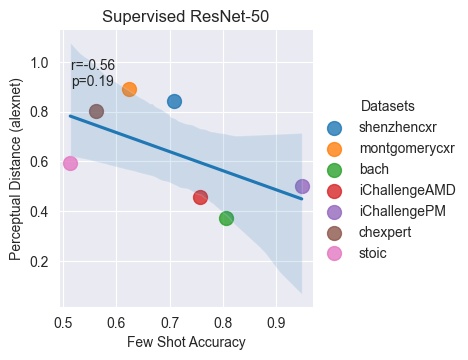 Supervised ResNet-50
r=-0.56
p=0.19
Perceptual Distance (alexnet)
1.0
0.8
0.6
0.4
0.2
0.5 0.6 0.7 0.8 0.9
Few Shot Accuracy
Datasets
shenzhencxr
montgomerycxr
bach
iChallengeAMD
iChallengePM
chexpert
stoic